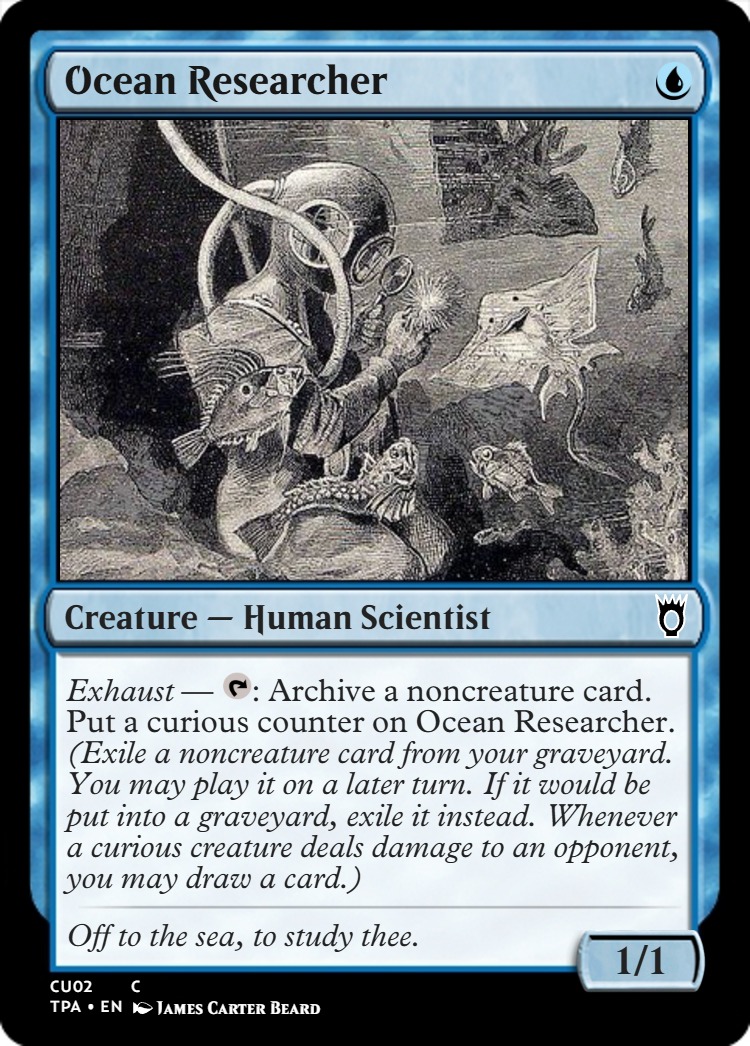 Ocean Researcher
Creature — Human Scientist
Exhaust — : Archive a noncreature card.
Put a curious counter on Ocean Researcher.
(Exile a noncreature card from your graveyard.
You may play it on a later turn. If it would be
put into a graveyard, exile it instead. Whenever
a curious creature deals damage to an opponent,
you may draw a card.)
Off to the sea, to study thee.
1/1
CU02 C
TPA • EN James Carter Beard